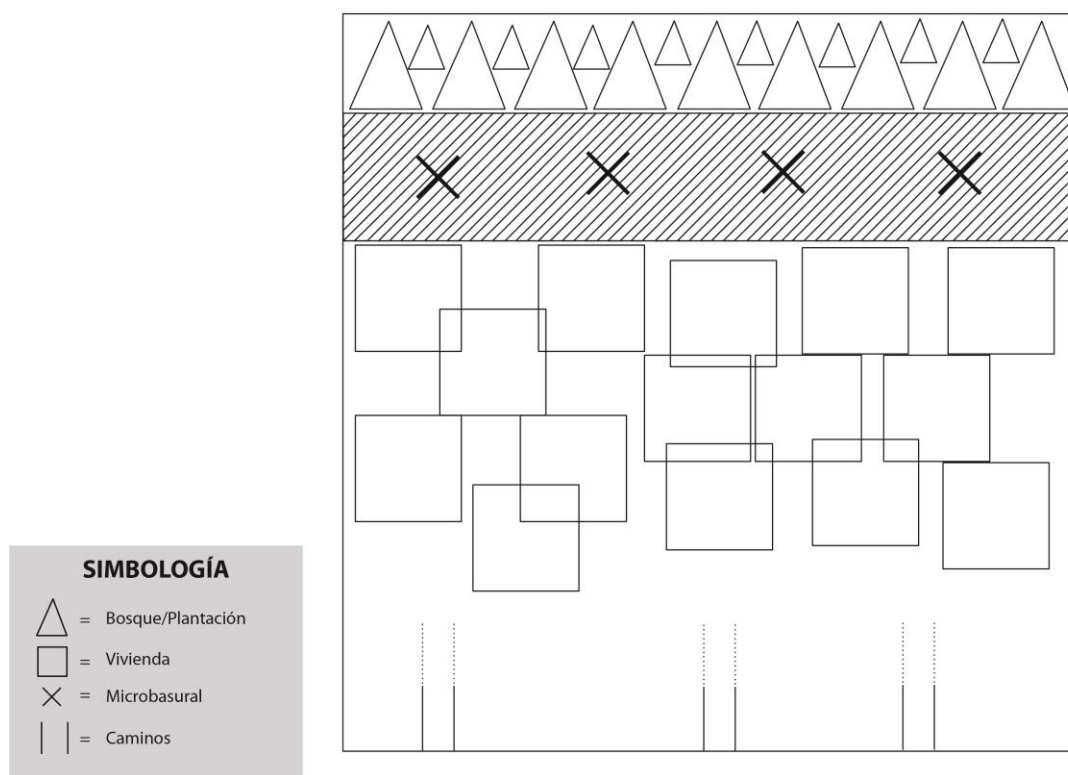 SIMBOLOGÍA
= Bosque/Plantación
= Vivienda
= Microbasural
= Caminos